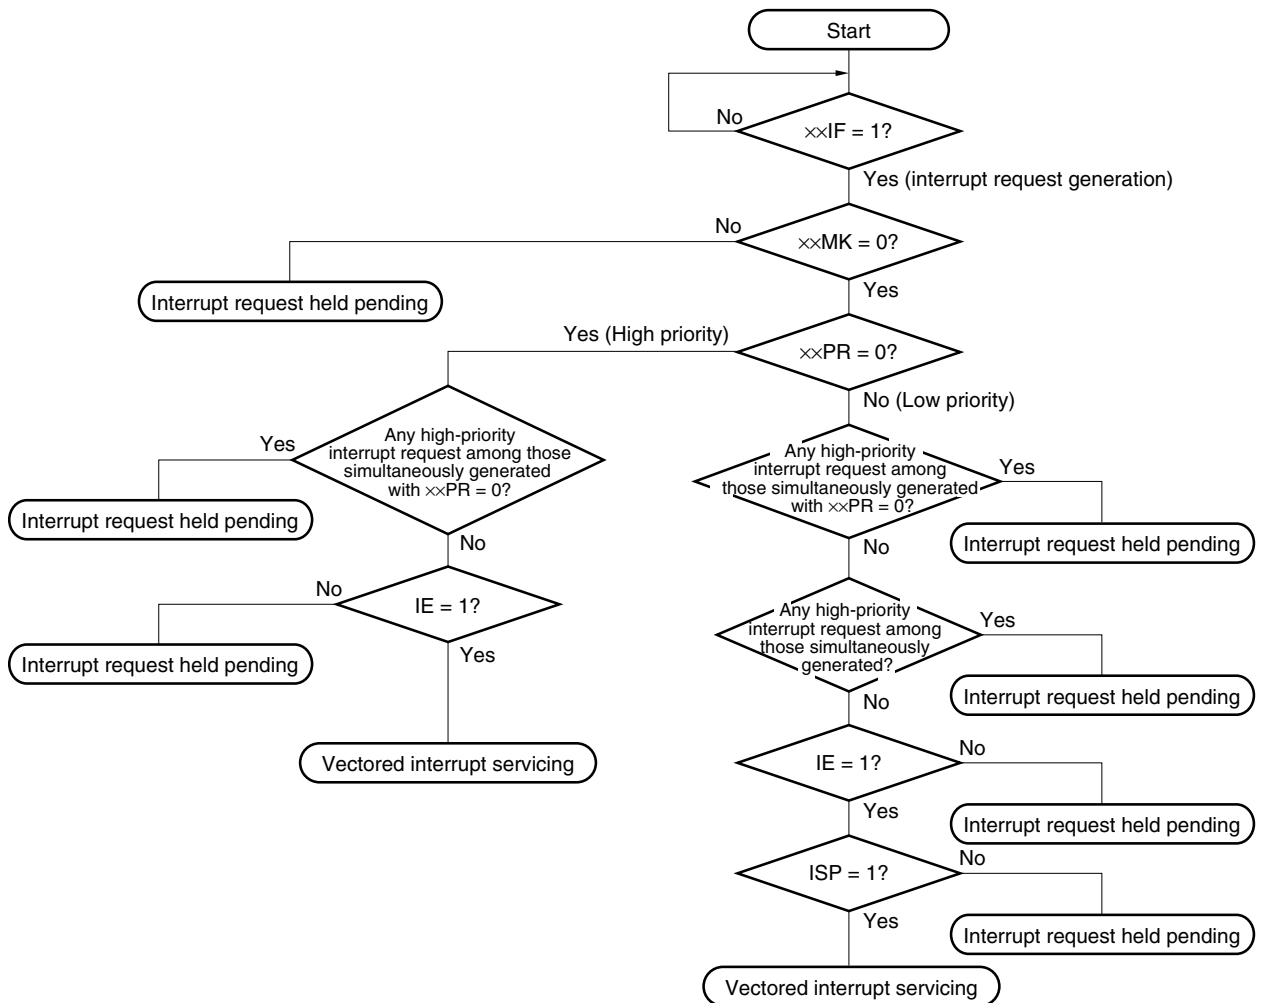 Start
No
××IF = 1?
Yes (interrupt request generation)
No
××MK = 0?
Interrupt request held pending
Yes
Yes (High priority)
××PR = 0?
No (Low priority)
Yes
Any high-priority
interrupt request among those
simultaneously generated
with ××PR = 0?
Any high-priority
interrupt request among
those simultaneously generated
with ××PR = 0?
Yes
Interrupt request held pending
No
Interrupt request held pending
No
No
IE = 1?
Any high-priority
interrupt request among
those simultaneously
generated?
Yes
Interrupt request held pending
Yes
Interrupt request held pending
No
Vectored interrupt servicing
IE = 1?
No
Yes
Interrupt request held pending
ISP = 1?
No
Yes
Interrupt request held pending
Vectored interrupt servicing